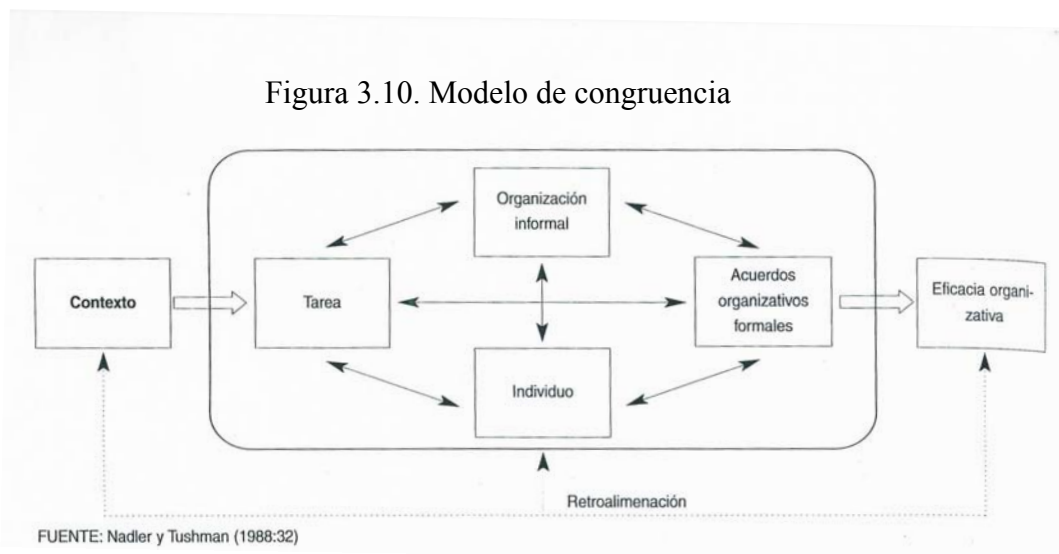 Figura 3.10. Modelo de congruencia
Organización
informal
Contexto
Tarea
Acuerdos
organizativos
formales
Eficacia organi-
zativa
Individuo
Retroalimenación
FUENTE: Nadler y Tushman (1988:32)